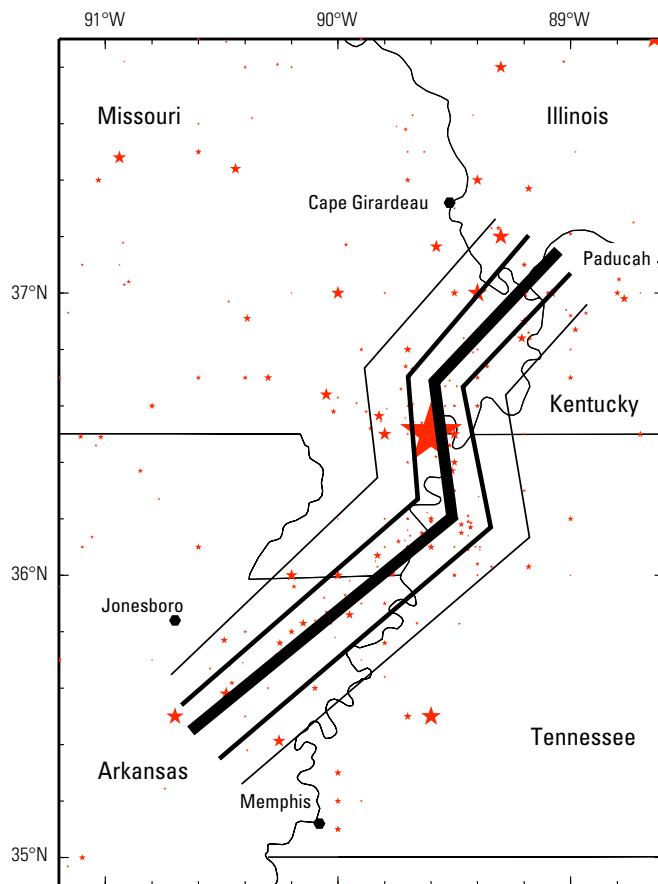 91°W 90°W 89°W
Missouri Illinois
Cape Girardeau
Paducah
37°N
Kentucky
36°N
Jonesboro
Tennessee
Arkansas
Memphis
35°N